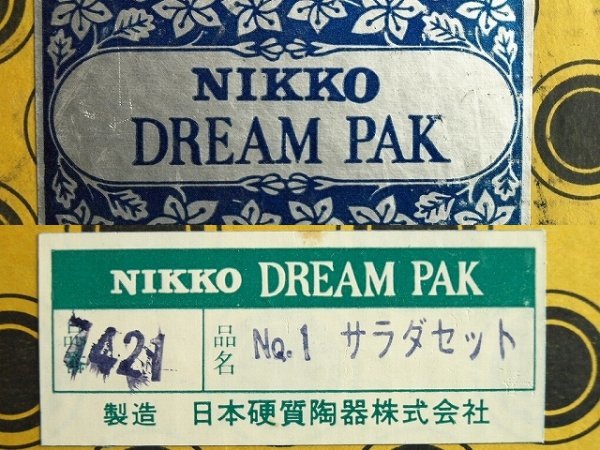 NIKKO
DREAM PAK
NIKKO DREAM PAK
品番 7421 品名 No.1 サラダセット
製造 日本硬質陶器株式会社